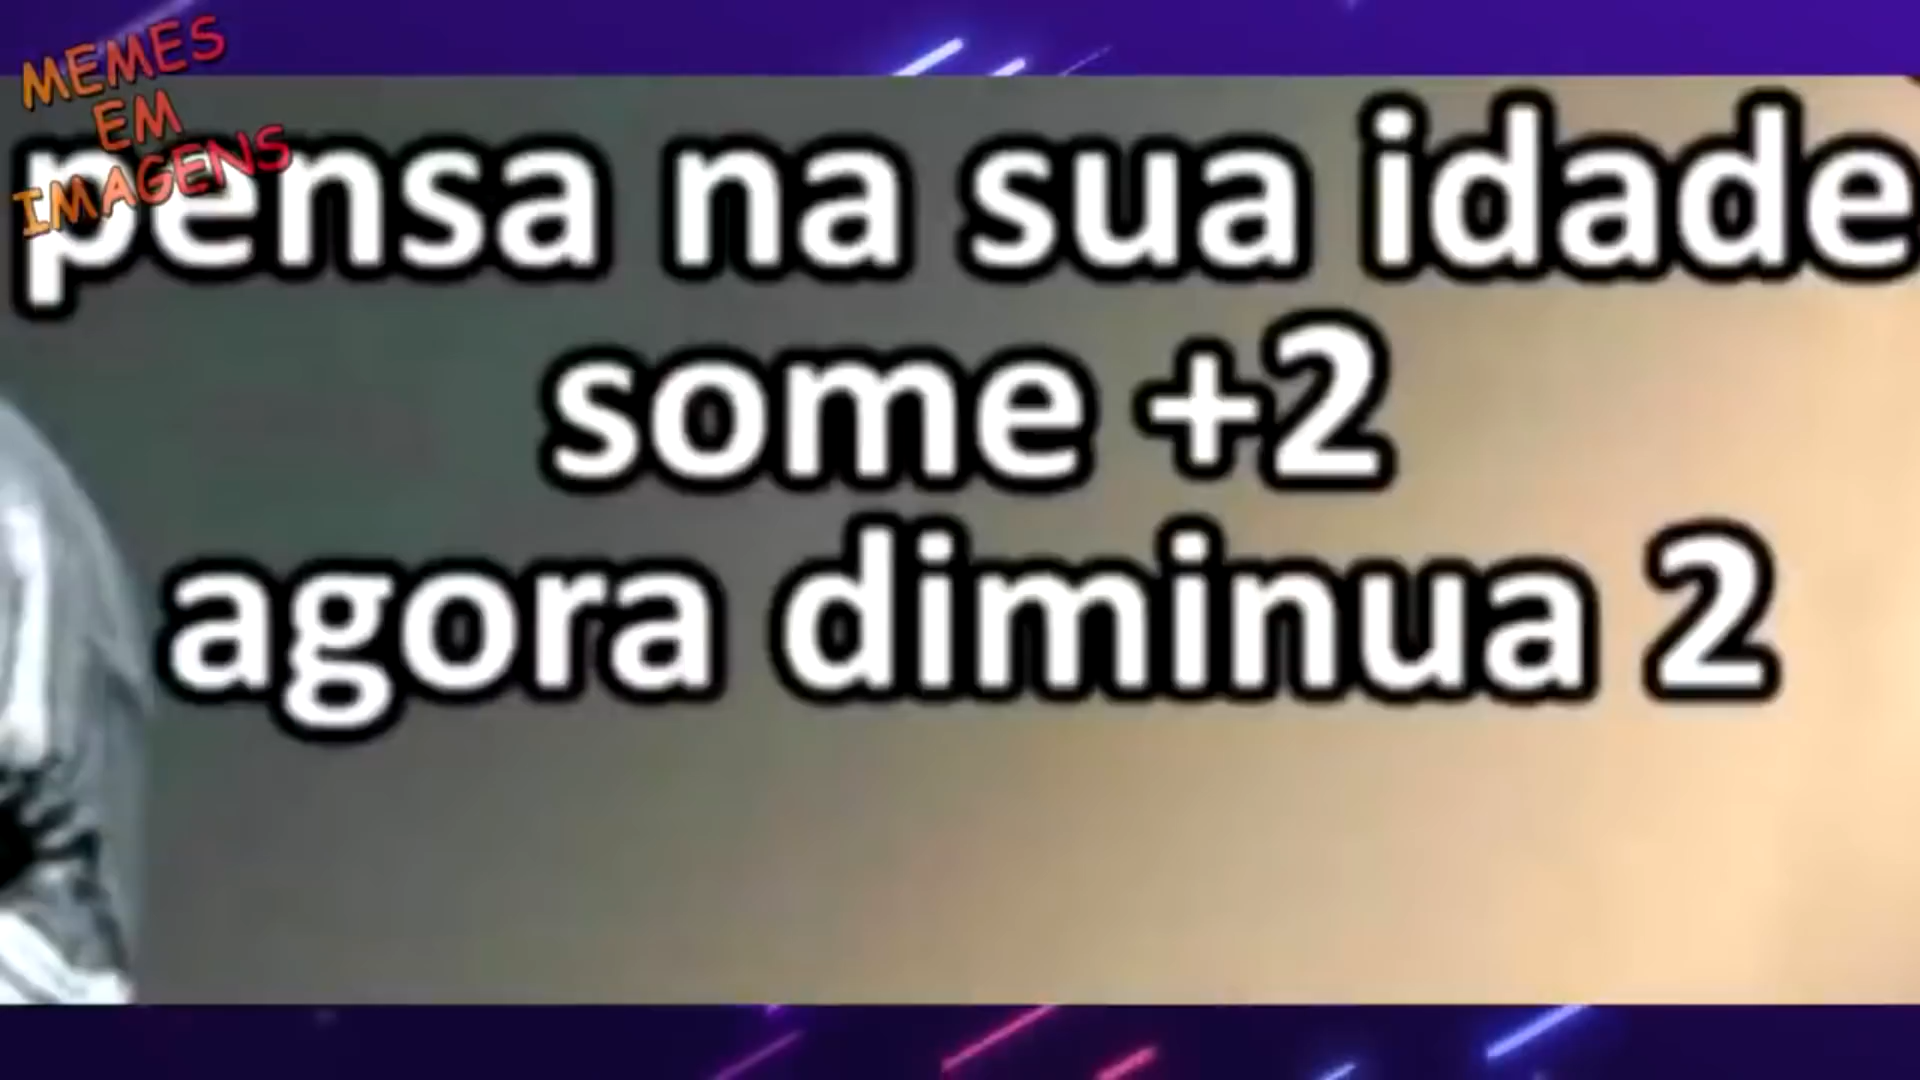 MEMES
EM
IMAGENS
pensa na sua idade
some +2
agora diminua 2